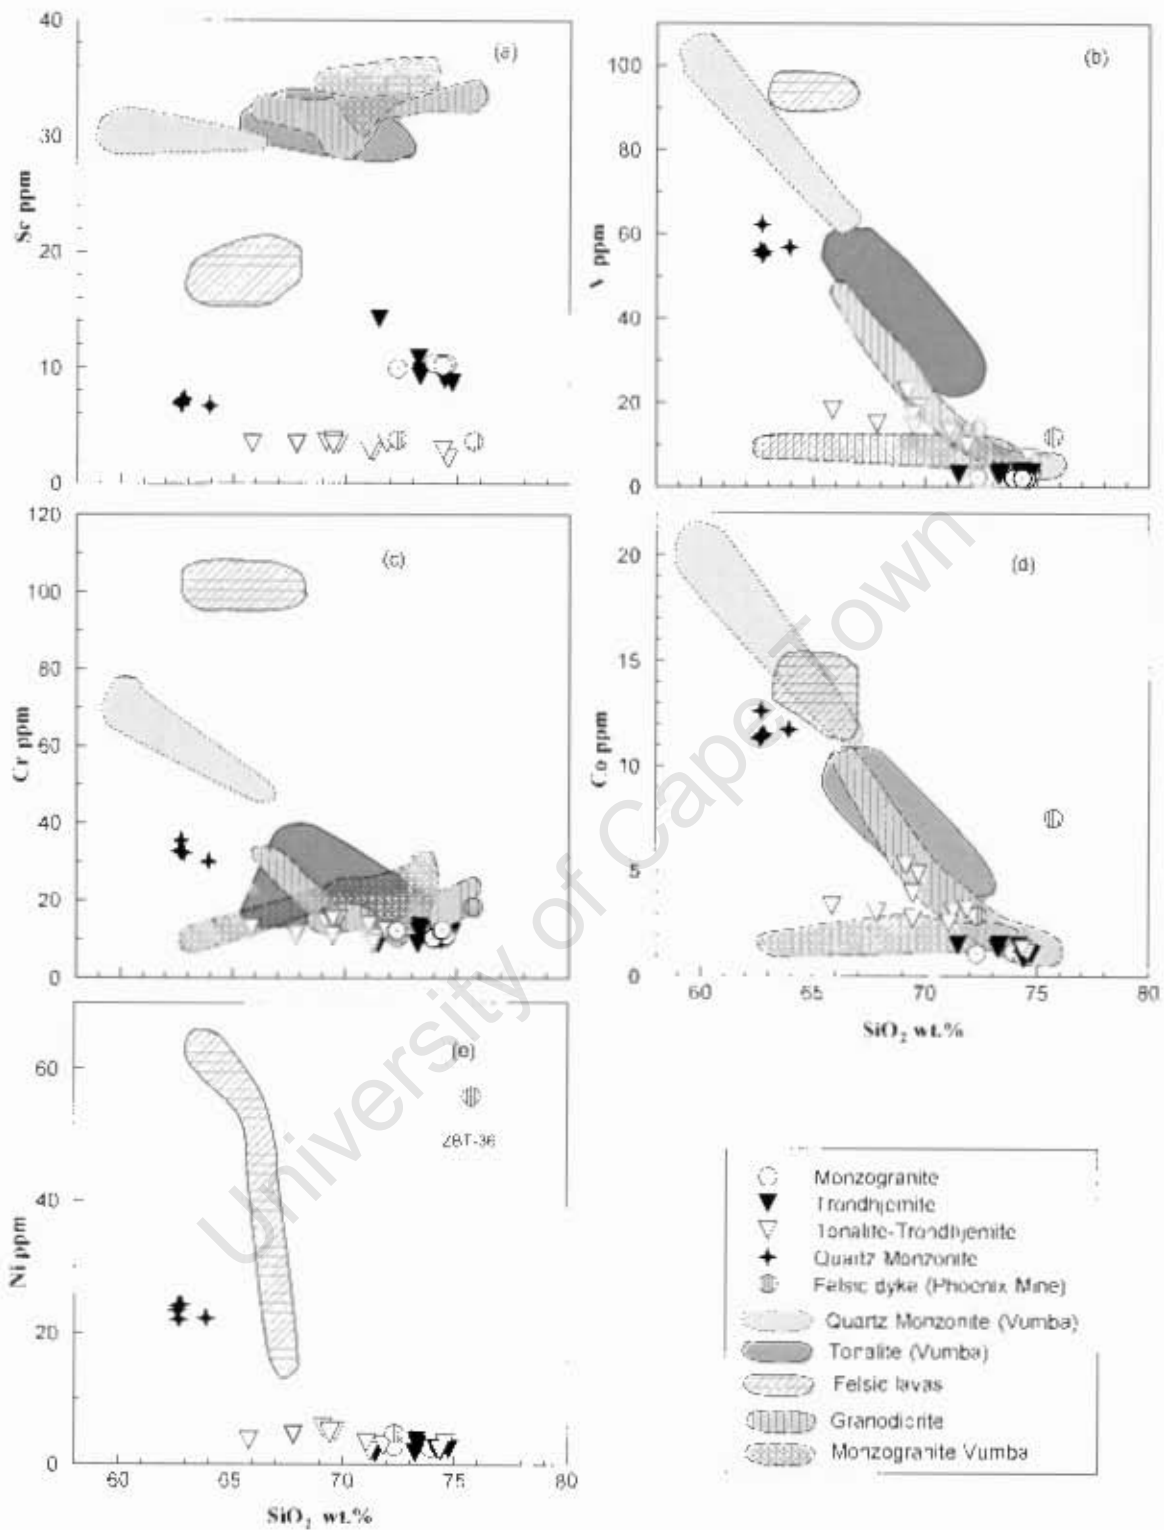 40
30
20
10
0
Sc ppm
(a)
100
80
60
40
20
0
V ppm
(b)
120
100
80
60
40
20
0
Cr ppm
(c)
20
15
10
5
0
Co ppm
(d)
60 65 70 75 80
SiO₂ wt.%
60
40
20
0
Ni ppm
(e)
ZBT-36
60 65 70 75 80
SiO₂ wt.%
Monzogranite
Trondhjemite
Tonalite-Trondhjemite
Quartz Monzonite
Felsic dyke (Phoenix Mine)
Quartz Monzonite (Vumba)
Tonalite (Vumba)
Felsic lavas
Granodiorite
Monzogranite Vumba
University of Cape Town